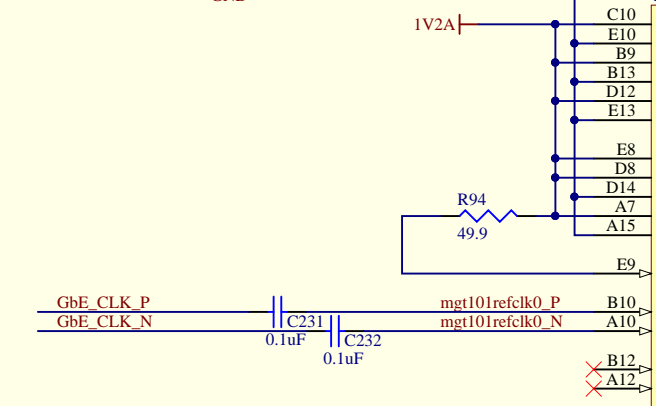 GND
1V2A
C10
E10
B9
B13
D12
E13
E8
D8
D14
R94
A7
49.9
A15
E9
GbE_CLK_P
mgt101refclk0_P
B10
GbE_CLK_N
C231
mgt101refclk0_N
A10
0.1uF
C232
0.1uF
B12
A12